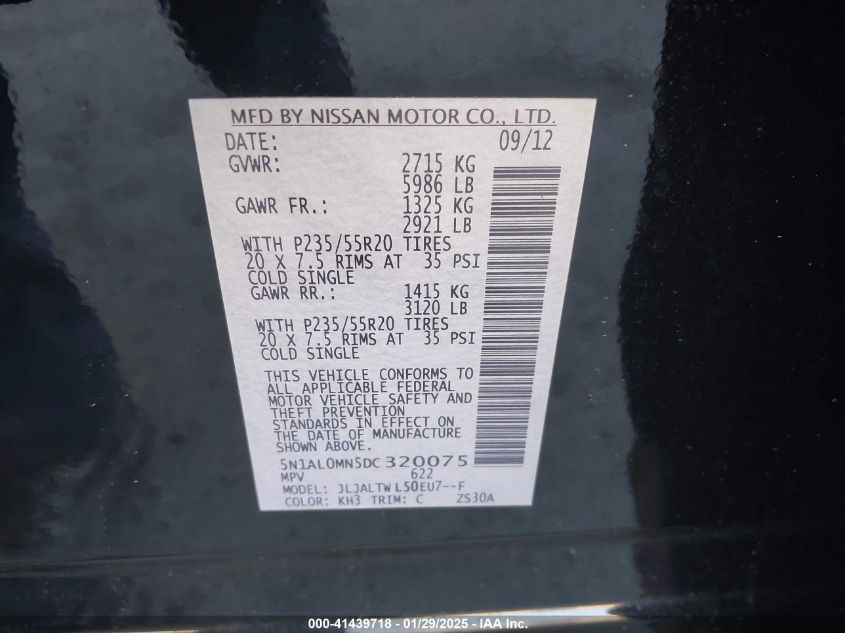 MFD BY NISSAN MOTOR CO., LTD.
DATE: 09/12
GVWR: 2715 KG
5986 LB
GAWR FR.: 1325 KG
2921 LB
WITH P235/55R20 TIRES
20 X 7.5 RIMS AT 35 PSI
COLD SINGLE
GAWR RR.: 1415 KG
3120 LB
WITH P235/55R20 TIRES
20 X 7.5 RIMS AT 35 PSI
COLD SINGLE
THIS VEHICLE CONFORMS TO
ALL APPLICABLE FEDERAL
MOTOR VEHICLE SAFETY AND
THEFT PREVENTION
STANDARDS IN EFFECT ON
THE DATE OF MANUFACTURE
SHOWN ABOVE.
5N1AL0MN5DC320075
MPV 622
MODEL: JLJALTWL50EU7--F
COLOR: KH3 TRIM: C ZS30A
000-41439718 - 01/29/2025 - IAA Inc.